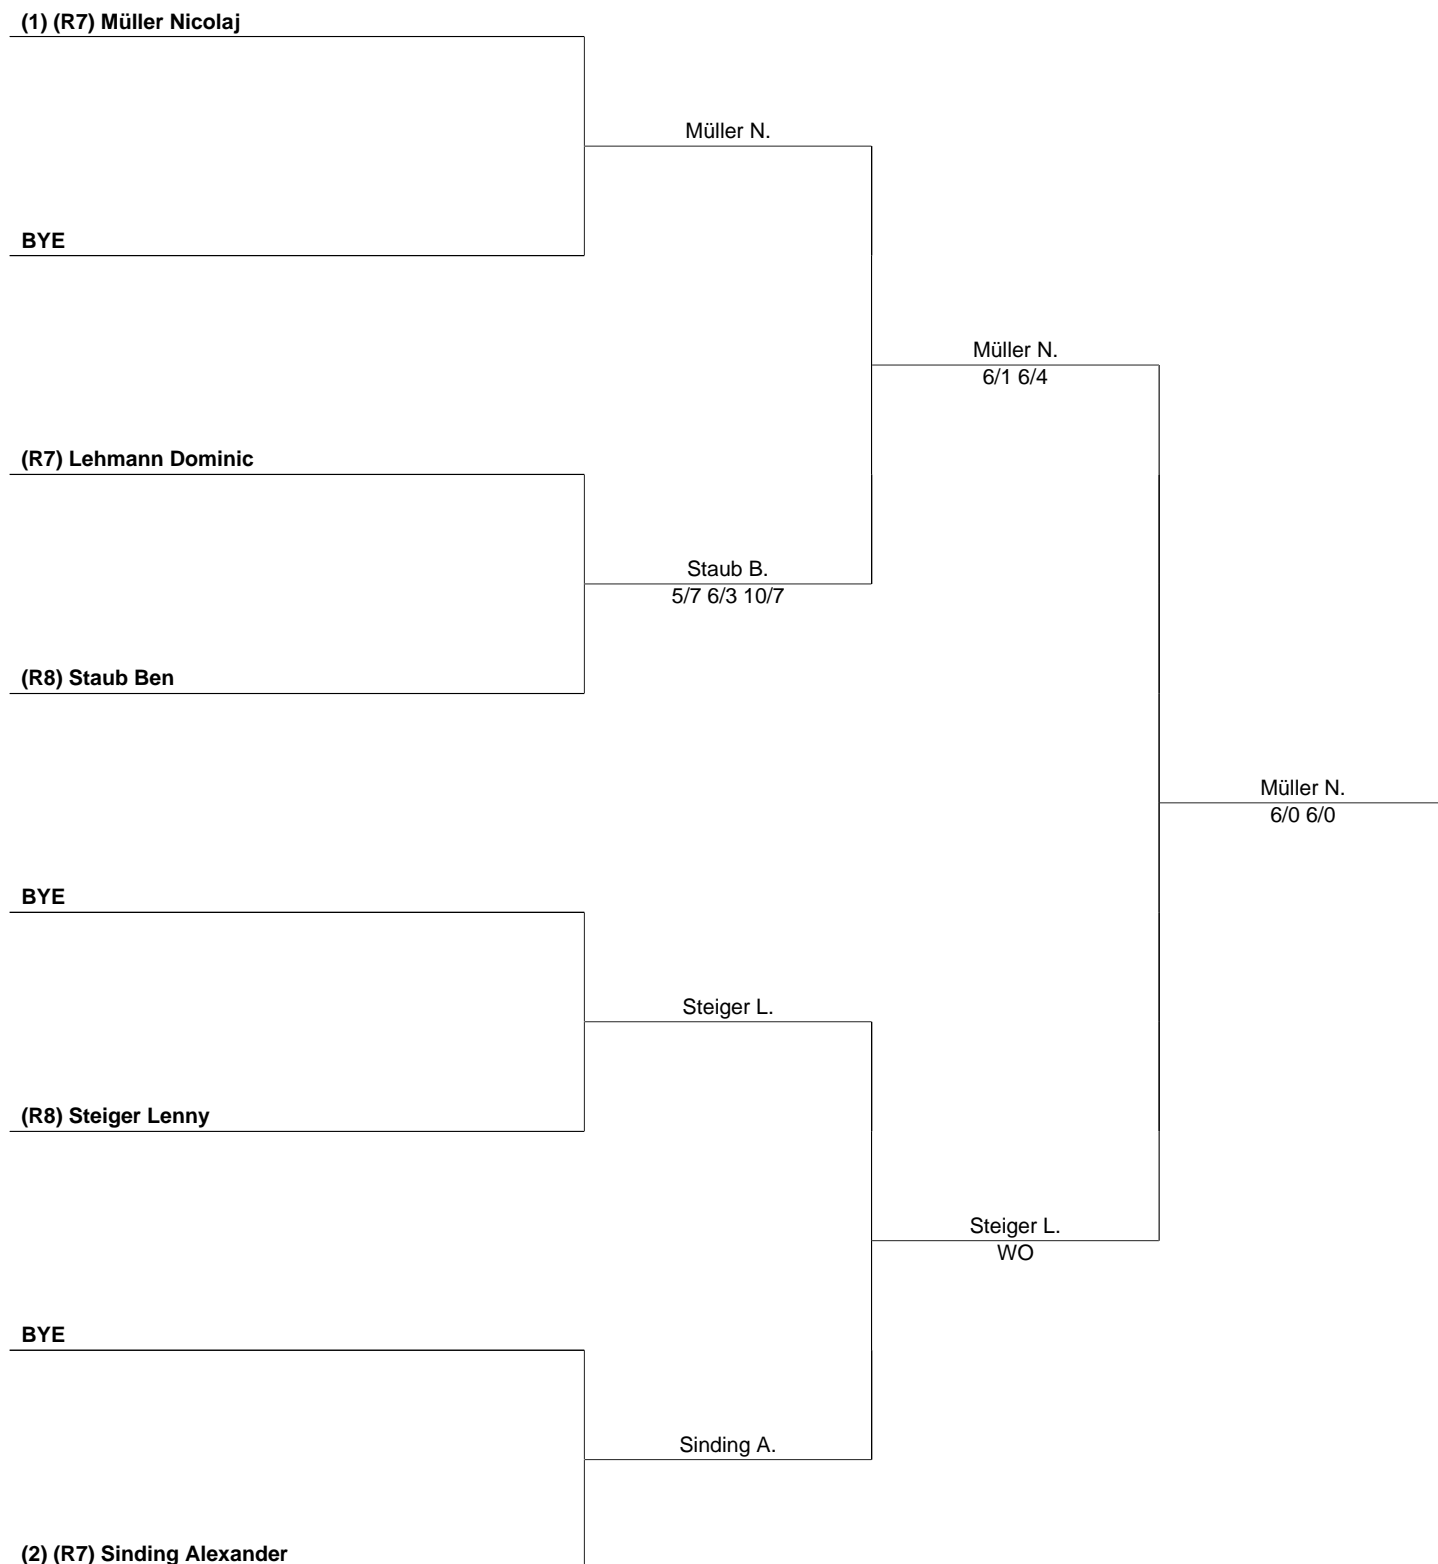 (1) (R7) Müller Nicolaj
Müller N.
BYE
Müller N.
6/1 6/4
(R7) Lehmann Dominic
Staub B.
5/7 6/3 10/7
(R8) Staub Ben
Müller N.
6/0 6/0
BYE
Steiger L.
(R8) Steiger Lenny
Steiger L.
WO
BYE
Sinding A.
(2) (R7) Sinding Alexander